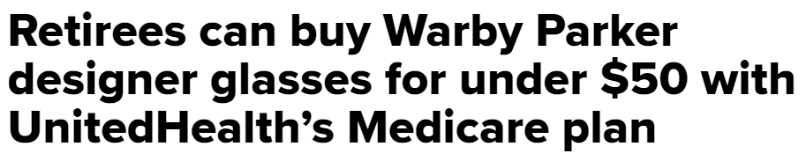 Retirees can buy Warby Parker
designer glasses for under $50 with
UnitedHealth’s Medicare plan